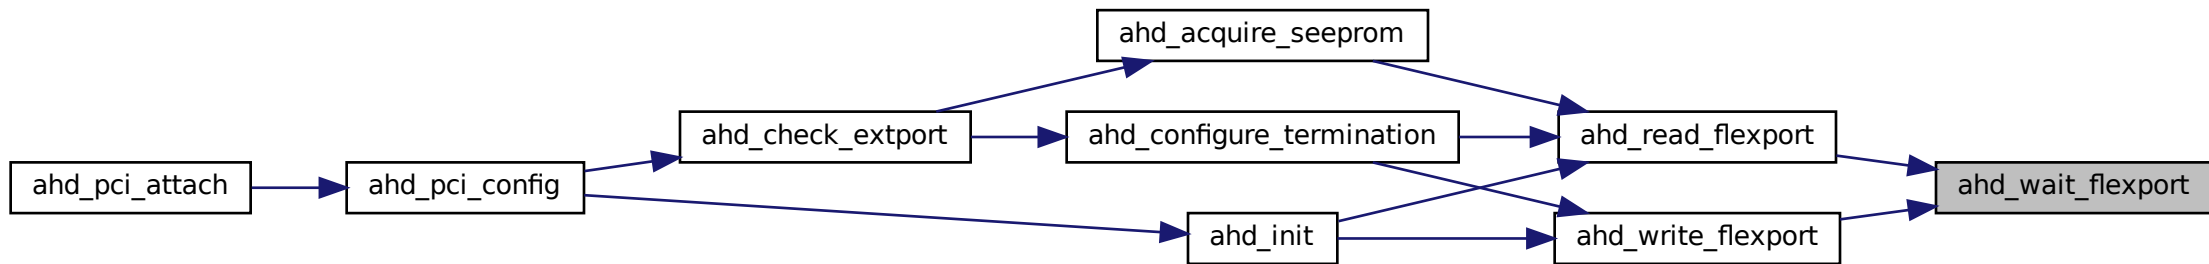 ahd_acquire_seeprom
ahd_check_extport
ahd_configure_termination
ahd_read_flexport
ahd_pci_attach
ahd_pci_config
ahd_wait_flexport
ahd_init
ahd_write_flexport